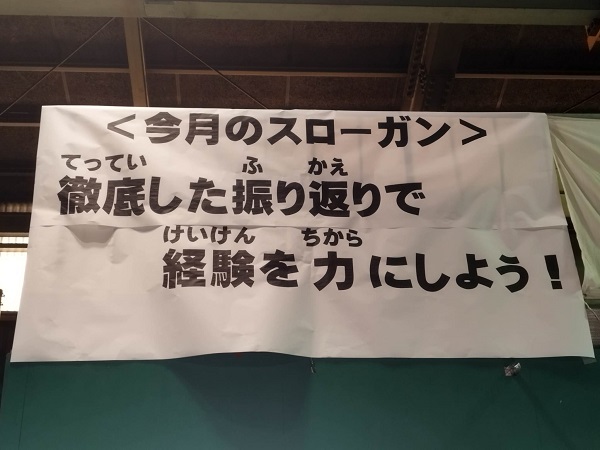 ＜今月のスローガン＞
てってい ふ かえ
徹底した振り返りで
けいけん ちから
経験を力にしよう！